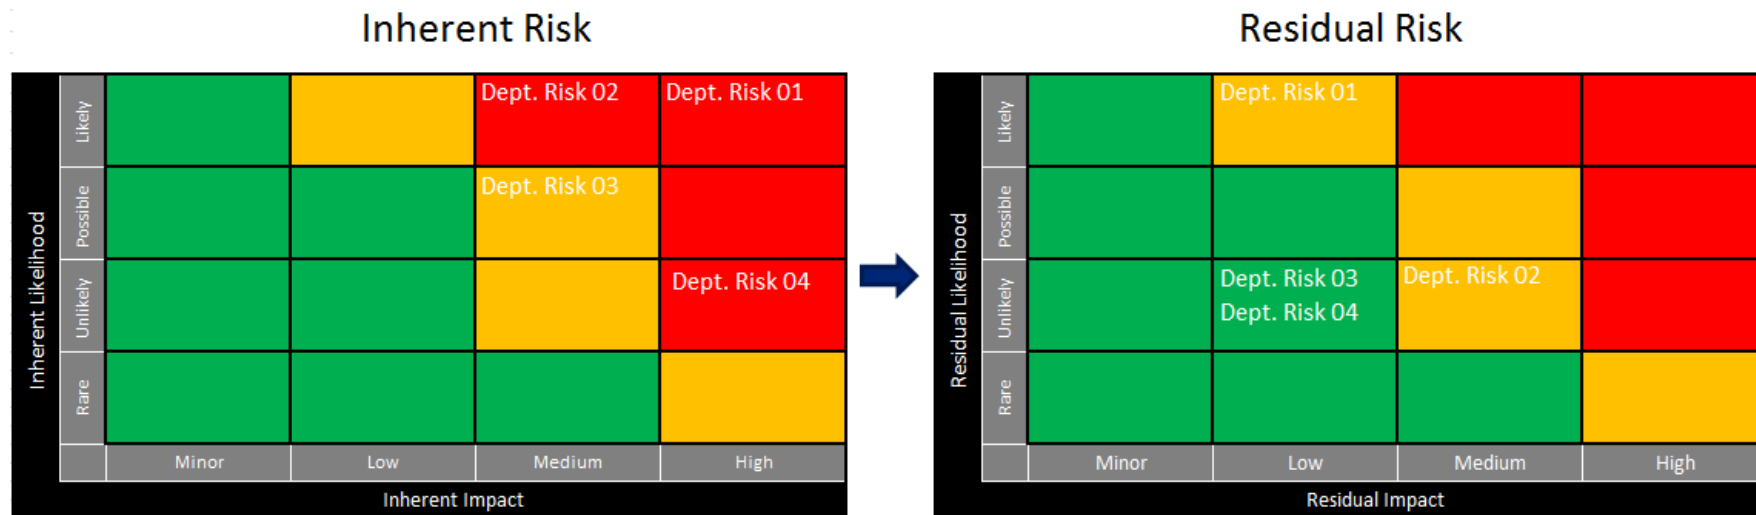 Inherent Risk
Inherent Likelihood
Likely
Dept. Risk 02
Dept. Risk 01
Possible
Dept. Risk 03
Unlikely
Dept. Risk 04
Rare
Minor
Low
Medium
High
Inherent Impact
Residual Risk
Residual Likelihood
Likely
Dept. Risk 01
Possible
Unlikely
Dept. Risk 03
Dept. Risk 04
Dept. Risk 02
Rare
Minor
Low
Medium
High
Residual Impact